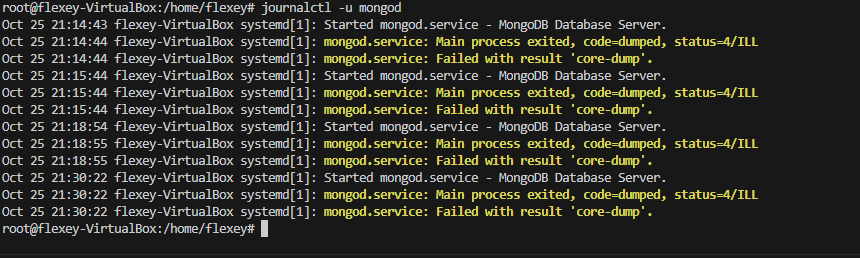 root@flexey-VirtualBox:/home/flexey# journalctl -u mongod
Oct 25 21:14:43 flexey-VirtualBox systemd[1]: Started mongod.service - MongoDB Database Server.
Oct 25 21:14:44 flexey-VirtualBox systemd[1]: mongod.service: Main process exited, code=dumped, status=4/ILL
Oct 25 21:14:44 flexey-VirtualBox systemd[1]: mongod.service: Failed with result 'core-dump'.
Oct 25 21:15:44 flexey-VirtualBox systemd[1]: Started mongod.service - MongoDB Database Server.
Oct 25 21:15:44 flexey-VirtualBox systemd[1]: mongod.service: Main process exited, code=dumped, status=4/ILL
Oct 25 21:15:44 flexey-VirtualBox systemd[1]: mongod.service: Failed with result 'core-dump'.
Oct 25 21:18:54 flexey-VirtualBox systemd[1]: Started mongod.service - MongoDB Database Server.
Oct 25 21:18:55 flexey-VirtualBox systemd[1]: mongod.service: Main process exited, code=dumped, status=4/ILL
Oct 25 21:18:55 flexey-VirtualBox systemd[1]: mongod.service: Failed with result 'core-dump'.
Oct 25 21:30:22 flexey-VirtualBox systemd[1]: Started mongod.service - MongoDB Database Server.
Oct 25 21:30:22 flexey-VirtualBox systemd[1]: mongod.service: Main process exited, code=dumped, status=4/ILL
Oct 25 21:30:22 flexey-VirtualBox systemd[1]: mongod.service: Failed with result 'core-dump'.
root@flexey-VirtualBox:/home/flexey#